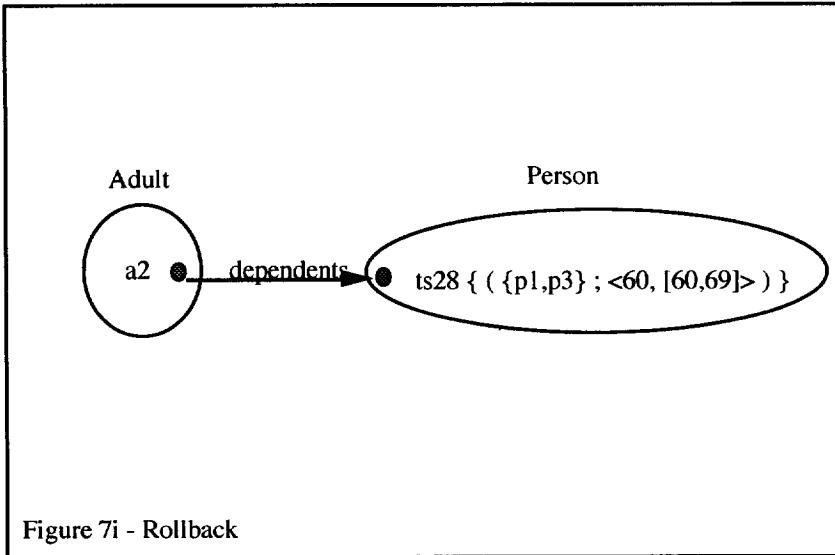 Adult
Person
a2
dependents
ts28 { ( {p1,p3} ; <60, [60,69]> ) }
Figure 7i - Rollback